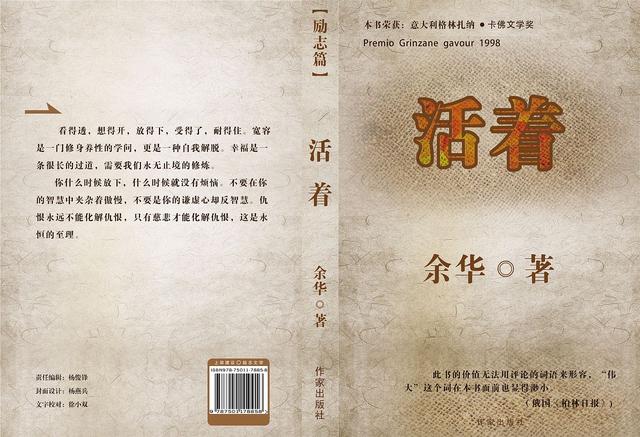 看得透，想得开，放得下，受得了，耐得住。宽容
是一门修身养性的学问，更是一种自我解脱。幸福是一
条很长的过道，需要我们永无止境的修炼。
你什么时候放下，什么时候就没有烦恼。不要在你
的智慧中夹杂着傲慢，不要是你的谦虚心却反智慧。仇
恨永远不能化解仇恨，只有慈悲才能化解仇恨，这是永
恒的至理。
责任编辑：杨俊锋
封面设计：杨燕兵
文字校对：徐小双
ISBN978-75011-7885-8
9787501178858
【励志篇】
活着
余华◎著
作家出版社
本书荣获：意大利格林扎纳●卡佛文学奖
Premio Grinzane gavour 1998
活着
余华◎著
此书的价值无法用评论的词语来形容，“伟
大”这个词在本书面前也显得渺小
（俄国《柏林日报》）
作家出版社